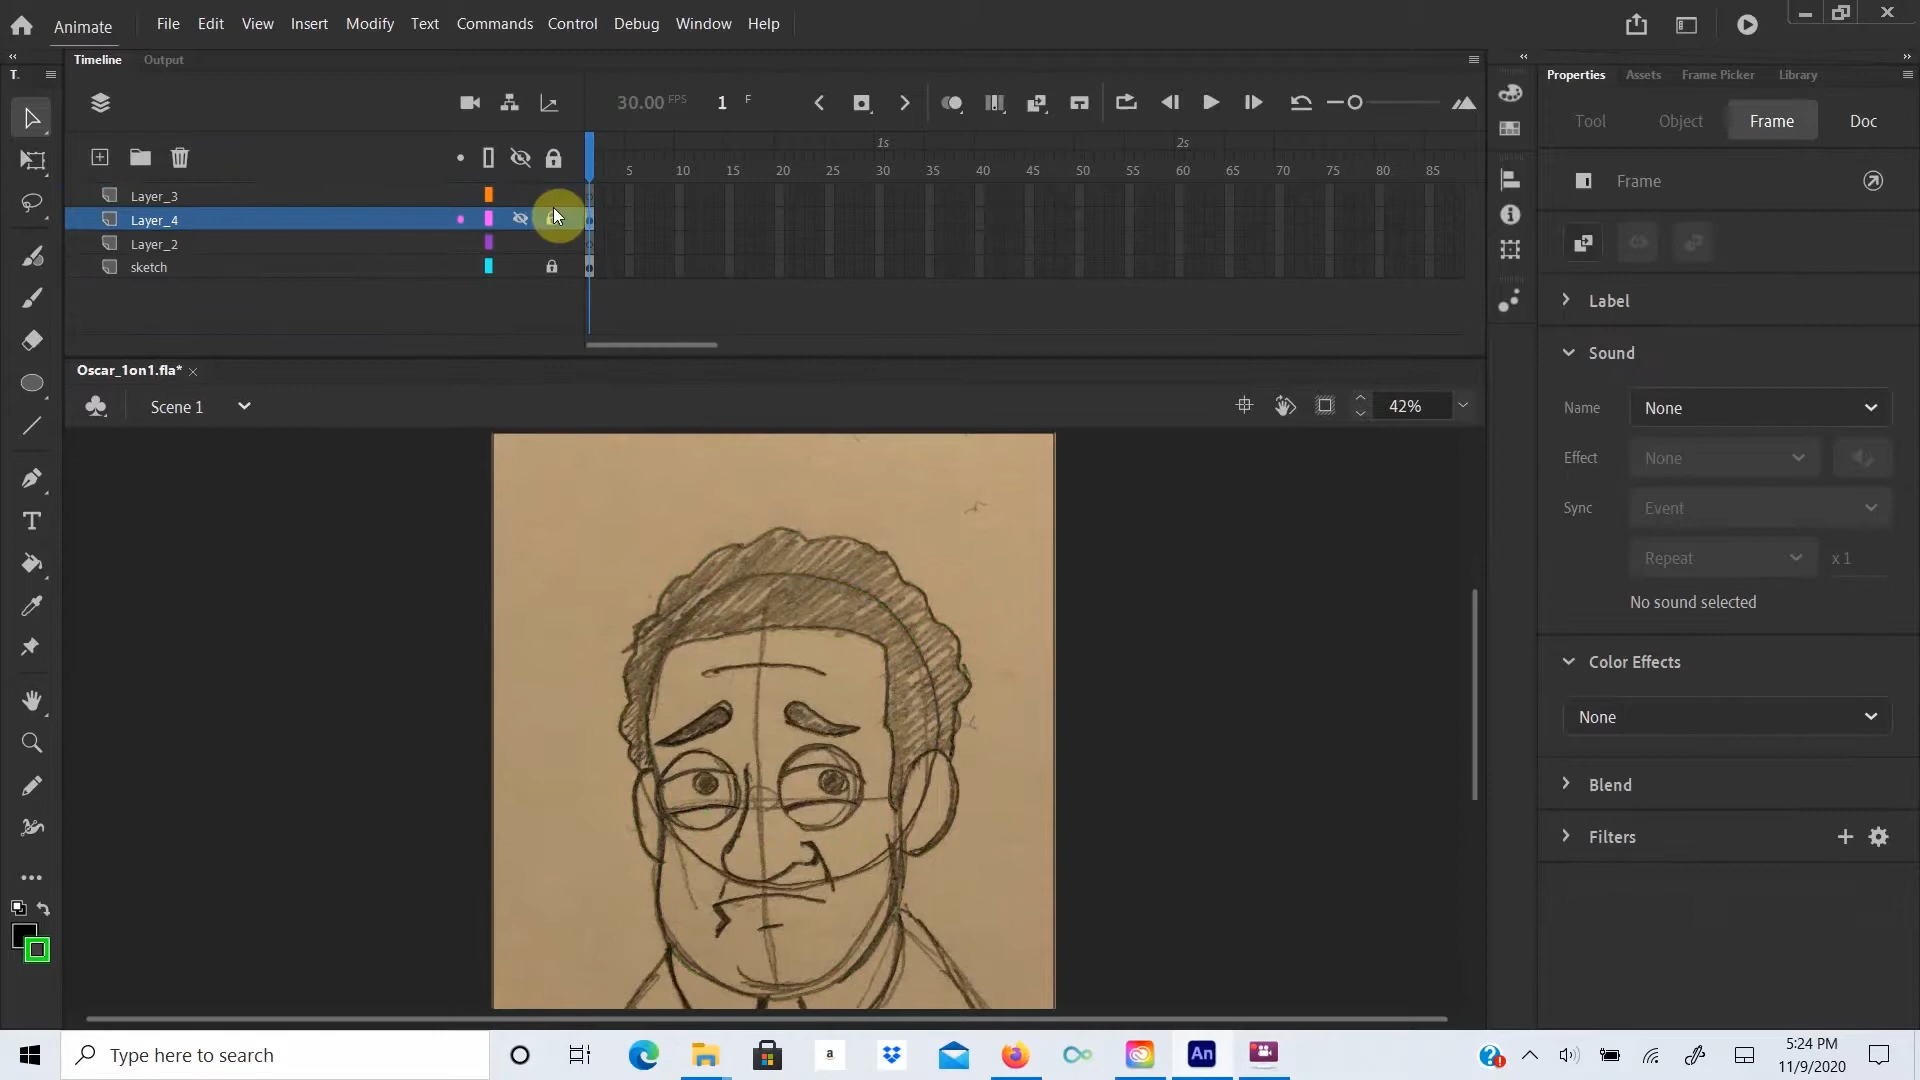 Animate File Edit View Insert Modify Text Commands Control Debug Window Help
Timeline Output
T.
Properties Assets Frame Picker Library
30.00 FPS 1 F
Tool Object Frame Doc
1s 2s
5 10 15 20 25 30 35 40 45 50 55 60 65 70 75 80 85
Layer_3
Layer_4
Layer_2
sketch
Frame
Label
Sound
Name None
Effect None
Sync Event
Repeat x 1
No sound selected
Color Effects
None
Blend
Filters
Oscar_1on1.fla*
Scene 1
42%
T
Type here to search
a
An
5:24 PM
11/9/2020